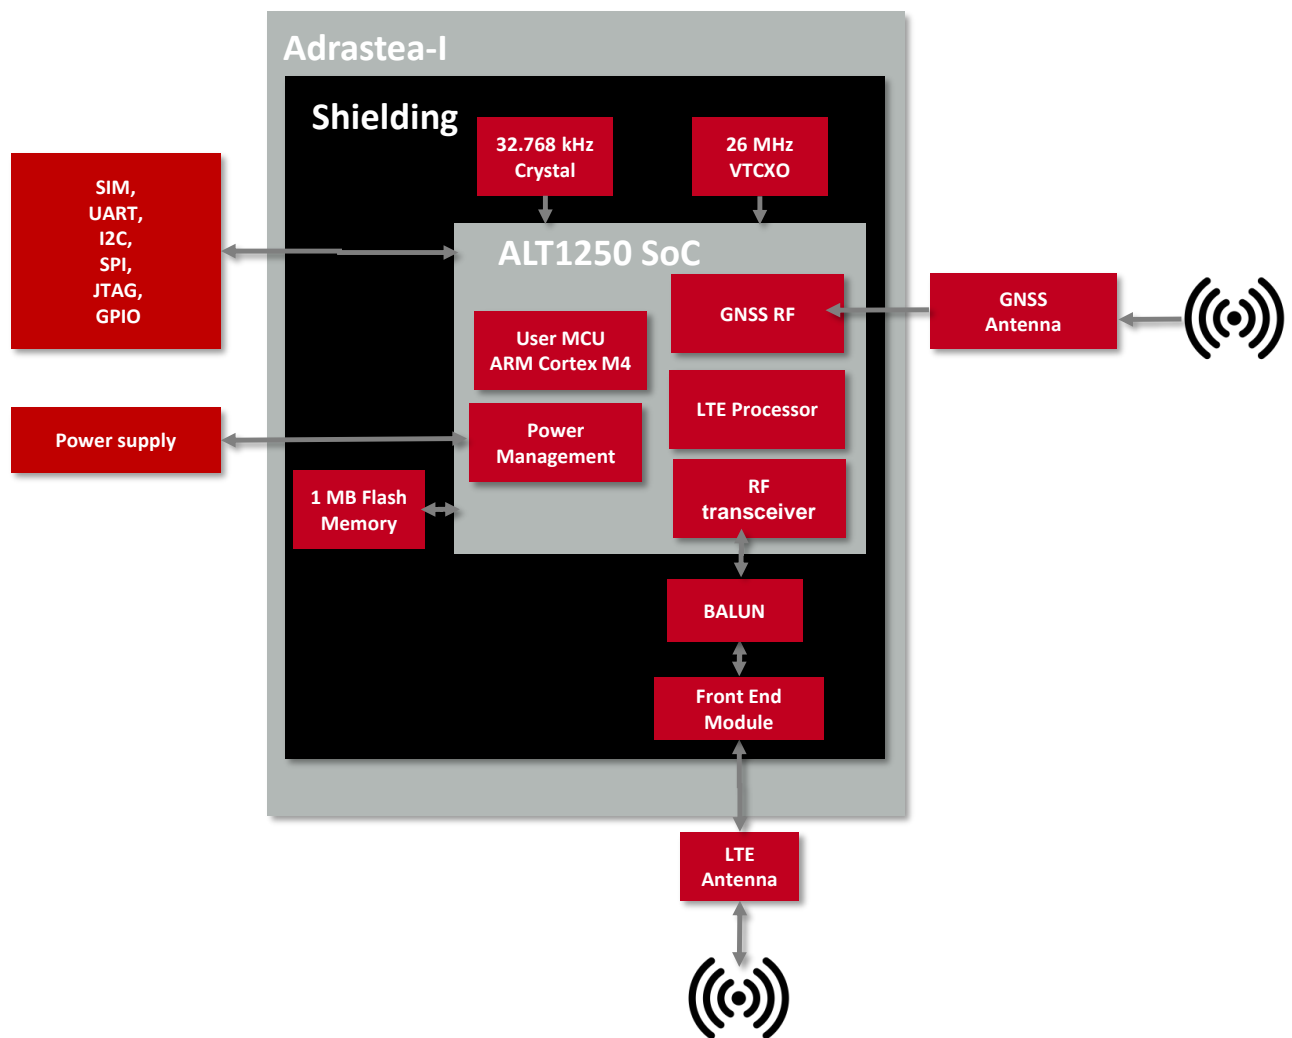 Adrastea-I
Shielding
32.768 kHz
Crystal
26 MHz
VTCXO
SIM,
UART,
I2C,
SPI,
JTAG,
GPIO
ALT1250 SoC
GNSS RF
GNSS
Antenna
User MCU
ARM Cortex M4
LTE Processor
Power supply
Power
Management
1 MB Flash
Memory
RF
transceiver
BALUN
Front End
Module
LTE
Antenna